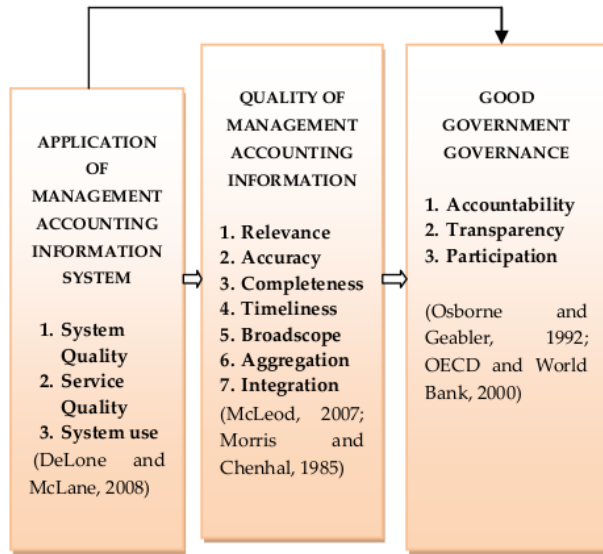 APPLICATION
OF
MANAGEMENT
ACCOUNTING
INFORMATION
SYSTEM
1. System
Quality
2. Service
Quality
3. System use
(DeLone and
McLane, 2008)
QUALITY OF
MANAGEMENT
ACCOUNTING
INFORMATION
1. Relevance
2. Accuracy
3. Completeness
4. Timeliness
5. Broadscope
6. Aggregation
7. Integration
(McLeod, 2007;
Morris and
Chenhal, 1985)
GOOD
GOVERNMENT
GOVERNANCE
1. Accountability
2. Transparency
3. Participation
(Osborne and
Geabler, 1992;
OECD and World
Bank, 2000)